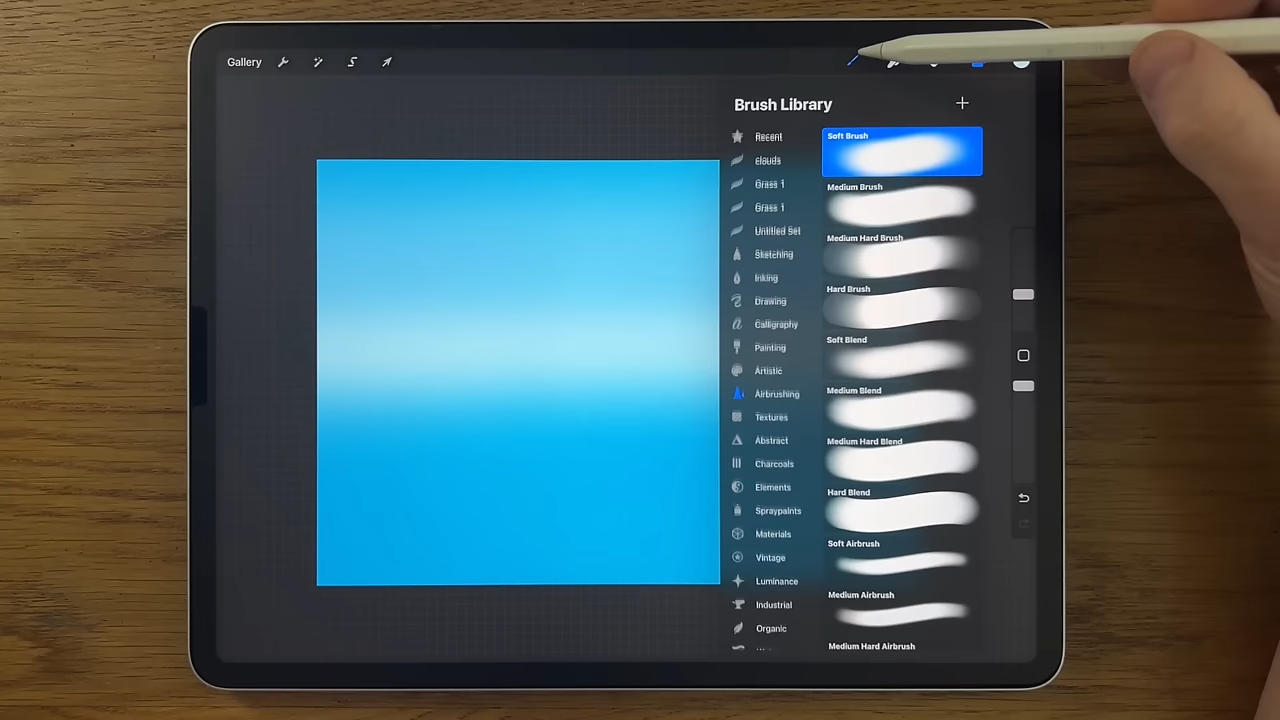 Gallery
Brush Library
Recent
clouds
Grass 1
Grass 1
Untitled Set
Sketching
Inking
Drawing
Calligraphy
Painting
Artistic
Airbrushing
Textures
Abstract
Charcoals
Elements
Spraypaints
Materials
Vintage
Luminance
Industrial
Organic
Soft Brush
Medium Brush
Medium Hard Brush
Hard Brush
Soft Blend
Medium Blend
Medium Hard Blend
Hard Blend
Soft Airbrush
Medium Airbrush
Medium Hard Airbrush